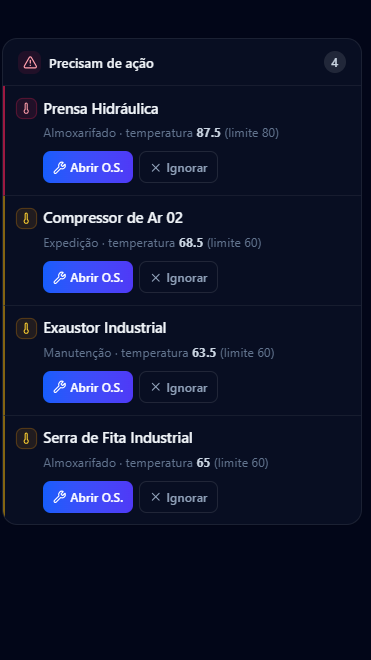 Precisam de ação 4
Prensa Hidráulica
Almoxarifado · temperatura 87.5 (limite 80)
Abrir O.S. Ignorar
Compressor de Ar 02
Expedição · temperatura 68.5 (limite 60)
Abrir O.S. Ignorar
Exaustor Industrial
Manutenção · temperatura 63.5 (limite 60)
Abrir O.S. Ignorar
Serra de Fita Industrial
Almoxarifado · temperatura 65 (limite 60)
Abrir O.S. Ignorar